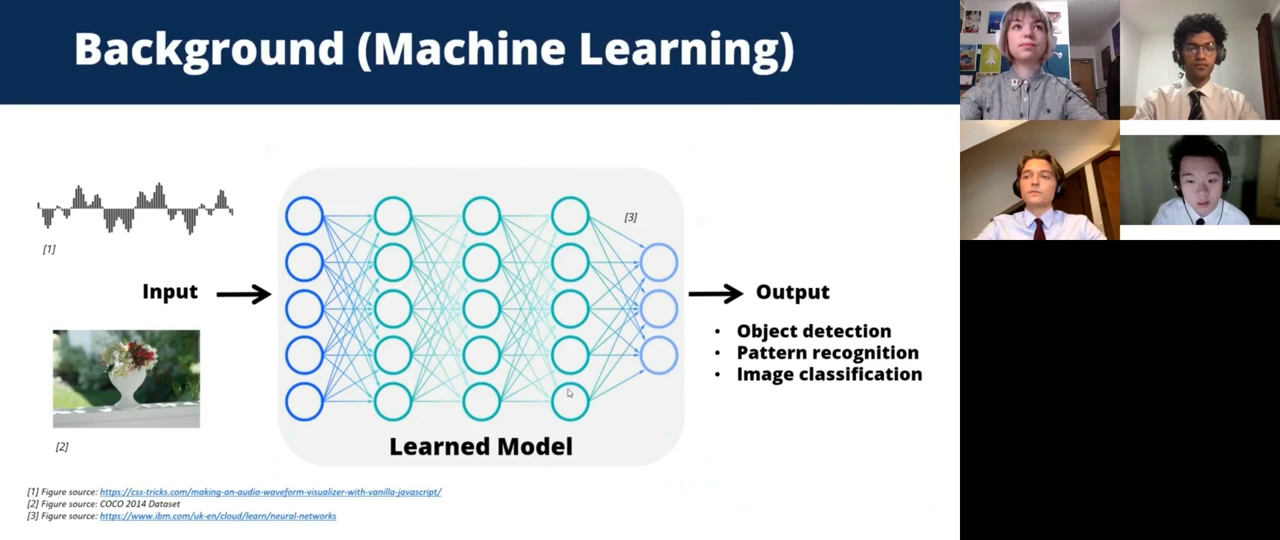 Background (Machine Learning)
[1]
[3]
Input
Output
• Object detection
• Pattern recognition
• Image classification
[2]
Learned Model
[1] Figure source: https://css-tricks.com/making-an-audio-waveform-visualizer-with-vanilla-javascript/
[2] Figure source: COCO 2014 Dataset
[3] Figure source: https://www.ibm.com/uk-en/cloud/learn/neural-networks